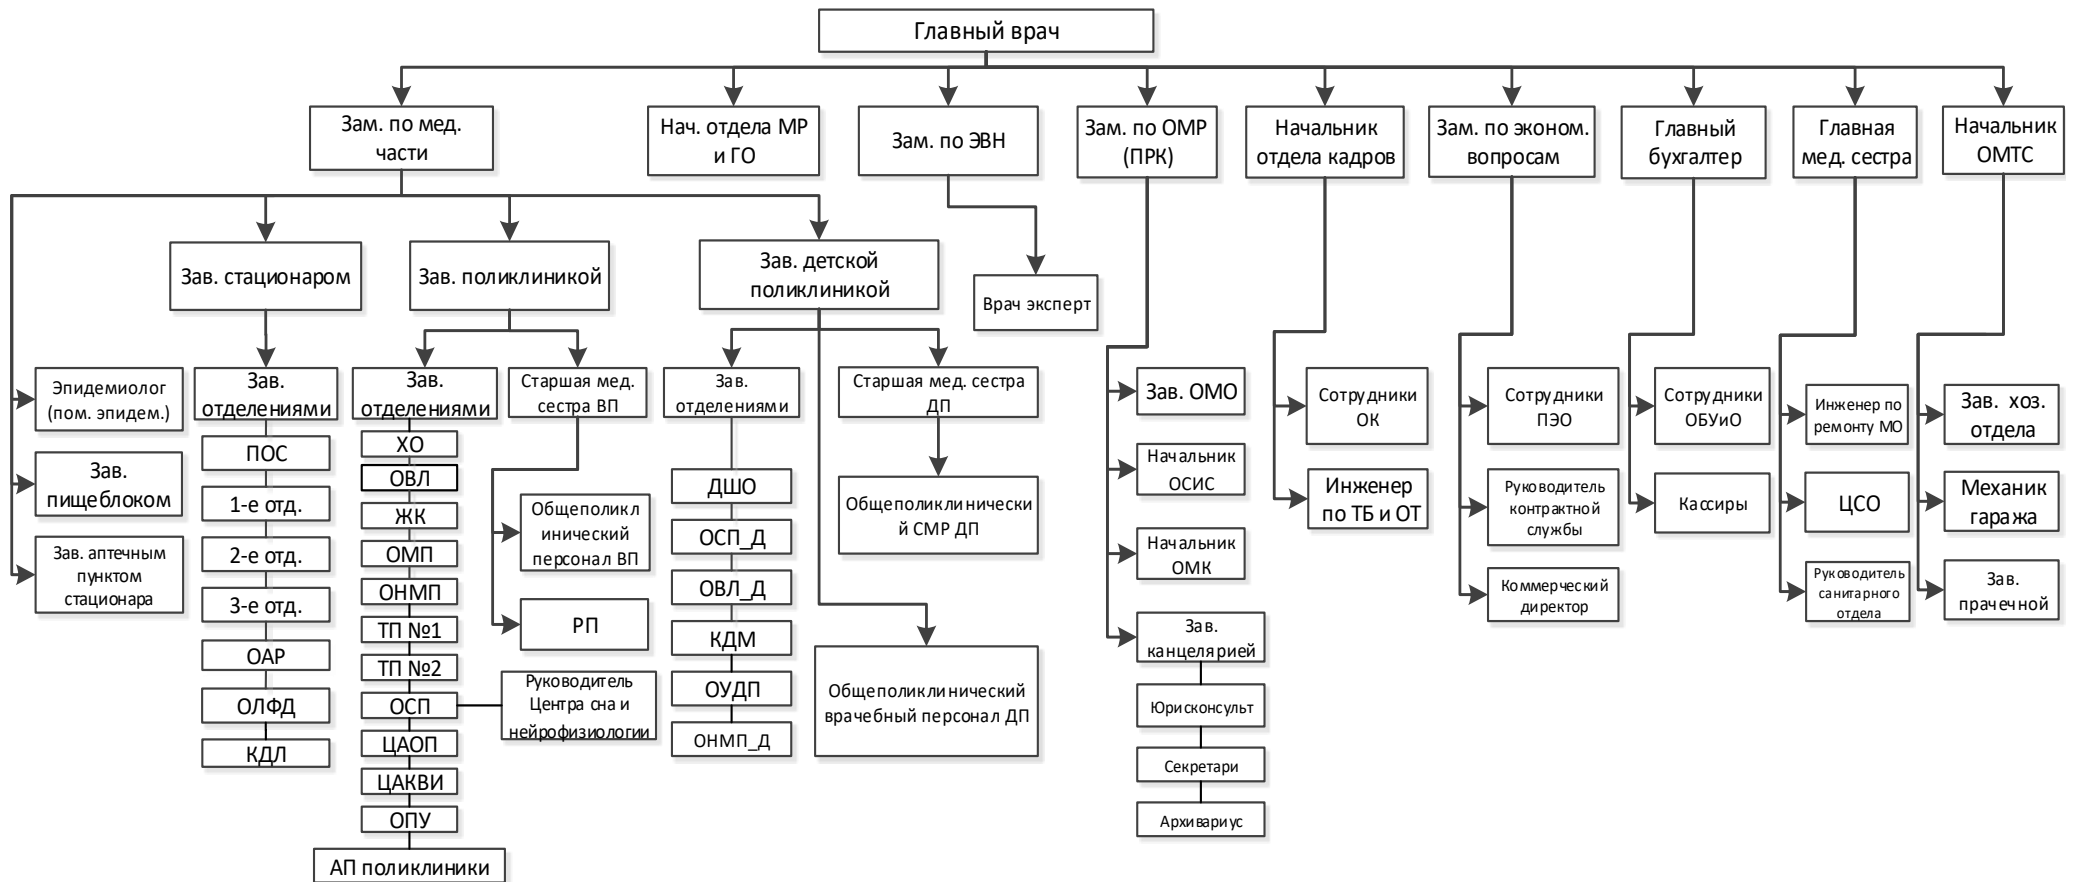 Главный врач
Зам. по мед.
части
Нач. отдела МР
и ГО
Зам. по ЭВН
Зам. по ОМР
(ПРК)
Начальник
отдела кадров
Зам. по эконом.
вопросам
Главный
бухгалтер
Главная
мед. сестра
Начальник
ОМТС
Зав. стационаром
Зав. поликлиникой
Зав. детской
поликлиникой
Врач эксперт
Эпидемиолог
(пом. эпидем.)
Зав.
пищеблоком
Зав. аптечным
пунктом
стационара
Зав.
отделениями
ПОС
1-е отд.
2-е отд.
3-е отд.
ОАР
ОЛФД
КДЛ
Зав.
отделениями
ХО
ОВЛ
ЖК
ОМП
ОНМП
ТП №1
ТП №2
ОСП
ЦАОП
ЦАКВИ
ОПУ
АП поликлиники
Старшая мед.
сестра ВП
Общеполикл
инический
персонал ВП
РП
Руководитель
Центра сна и
нейрофизиологии
Зав.
отделениями
ДШО
ОСП_Д
ОВЛ_Д
КДМ
ОУДП
ОНМП_Д
Старшая мед. сестра
ДП
Общеполиклинически
й СМР ДП
Общеполиклинический
врачебный персонал ДП
Зав. ОМО
Начальник
ОСИС
Начальник
ОМК
Зав.
канцелярией
Юрисконсульт
Секретари
Архивариус
Сотрудники
ОК
Инженер
по ТБ и ОТ
Сотрудники
ПЭО
Руководитель
контрактной
службы
Коммерческий
директор
Сотрудники
ОБУиО
Кассиры
Инженер по
ремонту МО
ЦСО
Руководитель
санитарного
отдела
Зав. хоз.
отдела
Механик
гаража
Зав.
прачечной